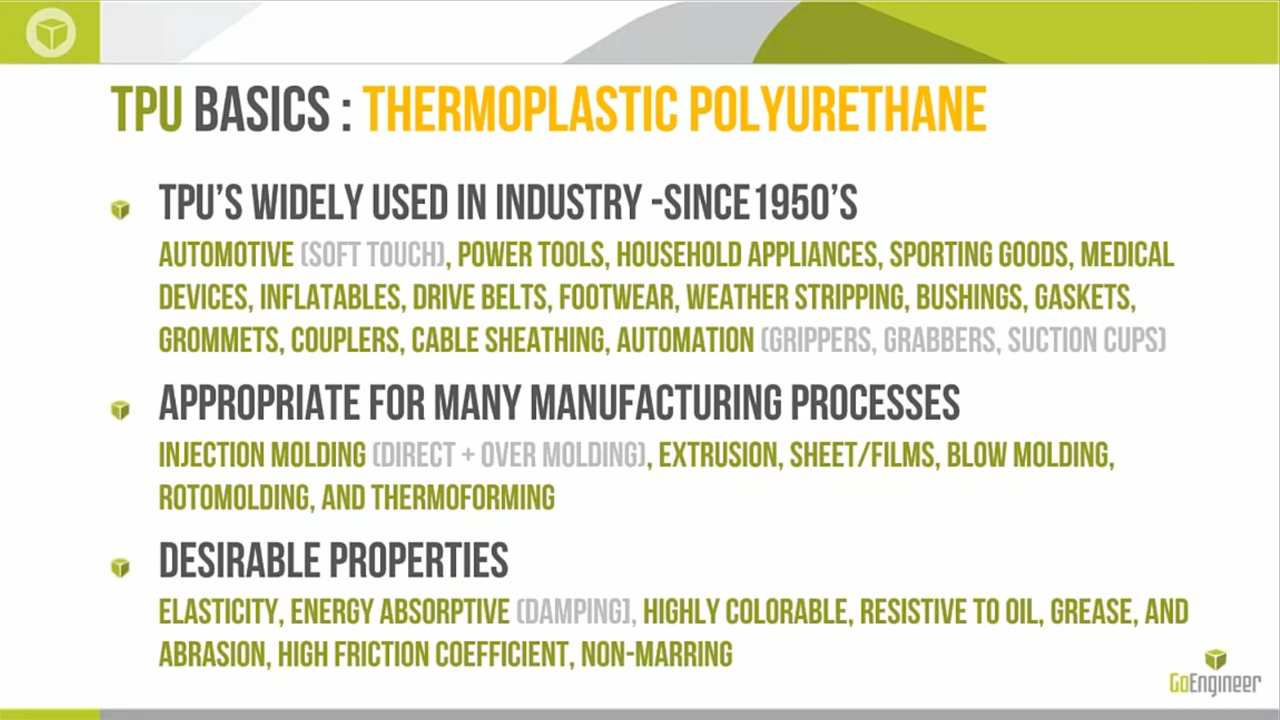 TPU BASICS : THERMOPLASTIC POLYURETHANE
TPU'S WIDELY USED IN INDUSTRY -SINCE1950'S
AUTOMOTIVE (SOFT TOUCH), POWER TOOLS, HOUSEHOLD APPLIANCES, SPORTING GOODS, MEDICAL
DEVICES, INFLATABLES, DRIVE BELTS, FOOTWEAR, WEATHER STRIPPING, BUSHINGS, GASKETS,
GROMMETS, COUPLERS, CABLE SHEATHING, AUTOMATION (GRIPPERS, GRABBERS, SUCTION CUPS)
APPROPRIATE FOR MANY MANUFACTURING PROCESSES
INJECTION MOLDING (DIRECT + OVER MOLDING), EXTRUSION, SHEET/FILMS, BLOW MOLDING,
ROTOMOLDING, AND THERMOFORMING
DESIRABLE PROPERTIES
ELASTICITY, ENERGY ABSORPTIVE (DAMPING], HIGHLY COLORABLE, RESISTIVE TO OIL, GREASE, AND
ABRASION, HIGH FRICTION COEFFICIENT, NON-MARRING
GoEngineer